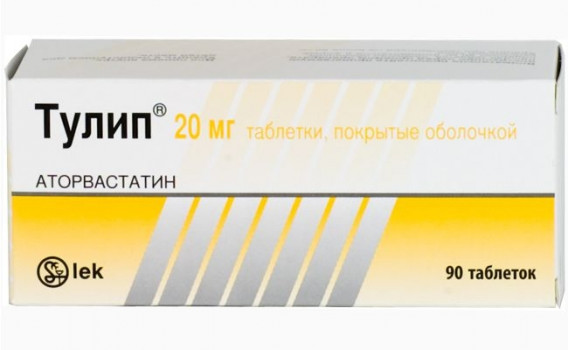 Тулип® 20 мг таблетки, покрытые оболочкой
АТОРВАСТАТИН
lek
90 таблеток